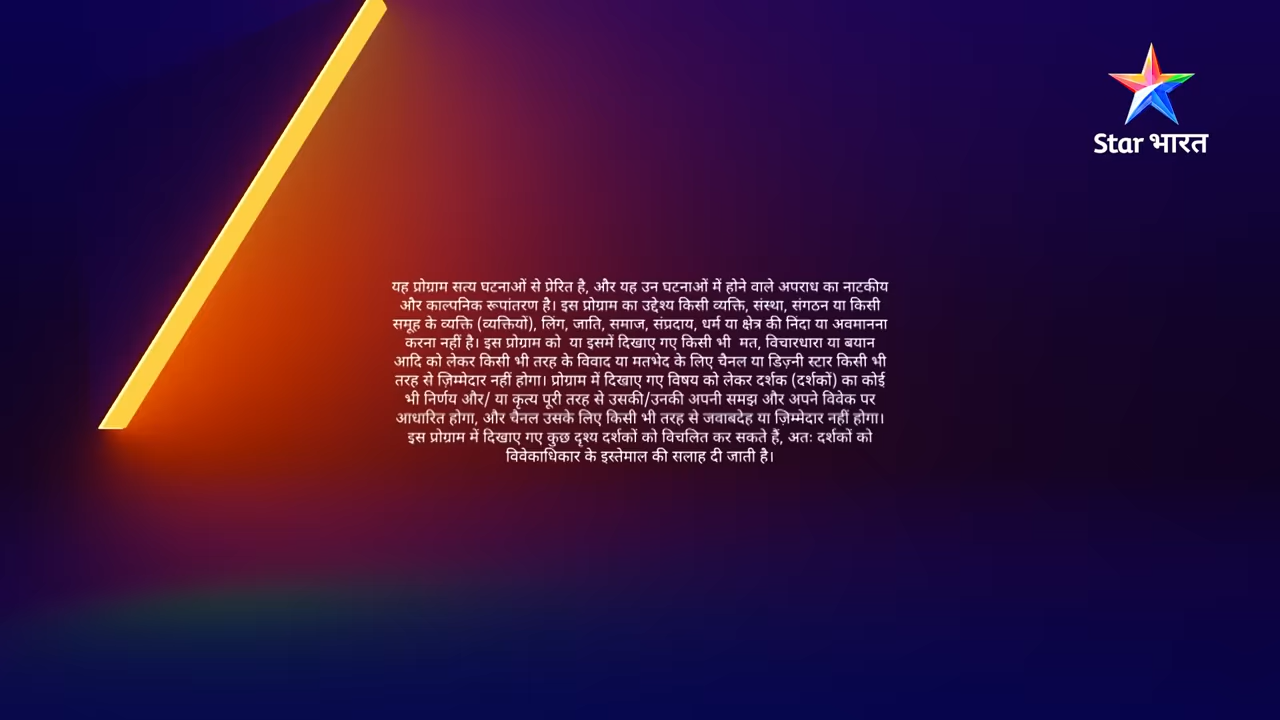 Star भारत
यह प्रोग्राम सत्य घटनाओं से प्रेरित है, और यह उन घटनाओं में होने वाले अपराध का नाटकीय
और काल्पनिक रूपांतरण है। इस प्रोग्राम का उद्देश्य किसी व्यक्ति, संस्था, संगठन या किसी
समूह के व्यक्ति (व्यक्तियों), लिंग, जाति, समाज, संप्रदाय, धर्म या क्षेत्र की निंदा या अवमानना
करना नहीं है। इस प्रोग्राम को या इसमें दिखाए गए किसी भी मत, विचारधारा या बयान
आदि को लेकर किसी भी तरह के विवाद या मतभेद के लिए चैनल या डिज़्नी स्टार किसी भी
तरह से ज़िम्मेदार नहीं होगा। प्रोग्राम में दिखाए गए विषय को लेकर दर्शक (दर्शकों) का कोई
भी निर्णय और/ या कृत्य पूरी तरह से उसकी/उनकी अपनी समझ और अपने विवेक पर
आधारित होगा, और चैनल उसके लिए किसी भी तरह से जवाबदेह या ज़िम्मेदार नहीं होगा।
इस प्रोग्राम में दिखाए गए कुछ दृश्य दर्शकों को विचलित कर सकते हैं, अतः दर्शकों को
विवेकाधिकार के इस्तेमाल की सलाह दी जाती है।